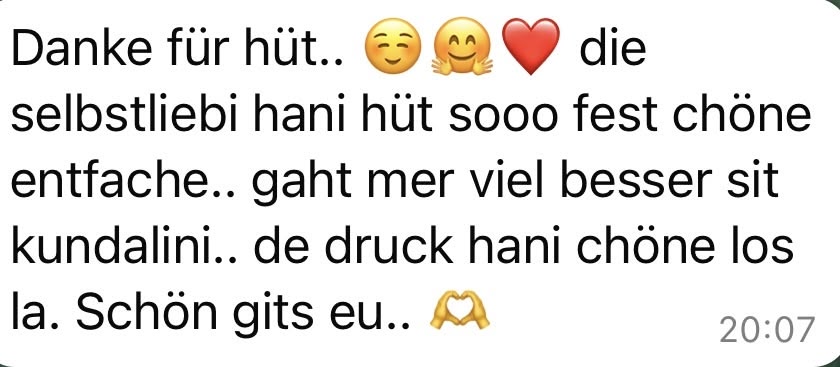 Danke für hüt.. ☺️🤗❤️ die
selbstliebi hani hüt sooo fest chöne
entfache.. gaht mer viel besser sit
kundalini.. de druck hani chöne los
la. Schön gits eu.. 🫶
20:07